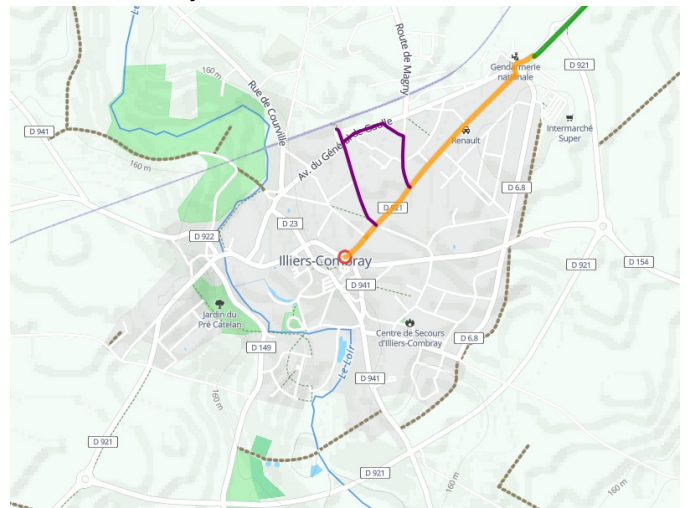 Gendarmerie
nationale
D 921
Route de Magny
Rue de Courville
160 m
D 941
Intermarché
Super
Renault
Av. du Général de Gaulle
160 m
D 6.8
D 921
D 23
D 922
Illiers-Combray
D 921
D 154
D 941
Jardin du
Pré Catelan
Centre de Secours
d'Illiers-Combray
D 6.8
D 149
Le Loir
D 941
160 m
D 921
D 921
160 m